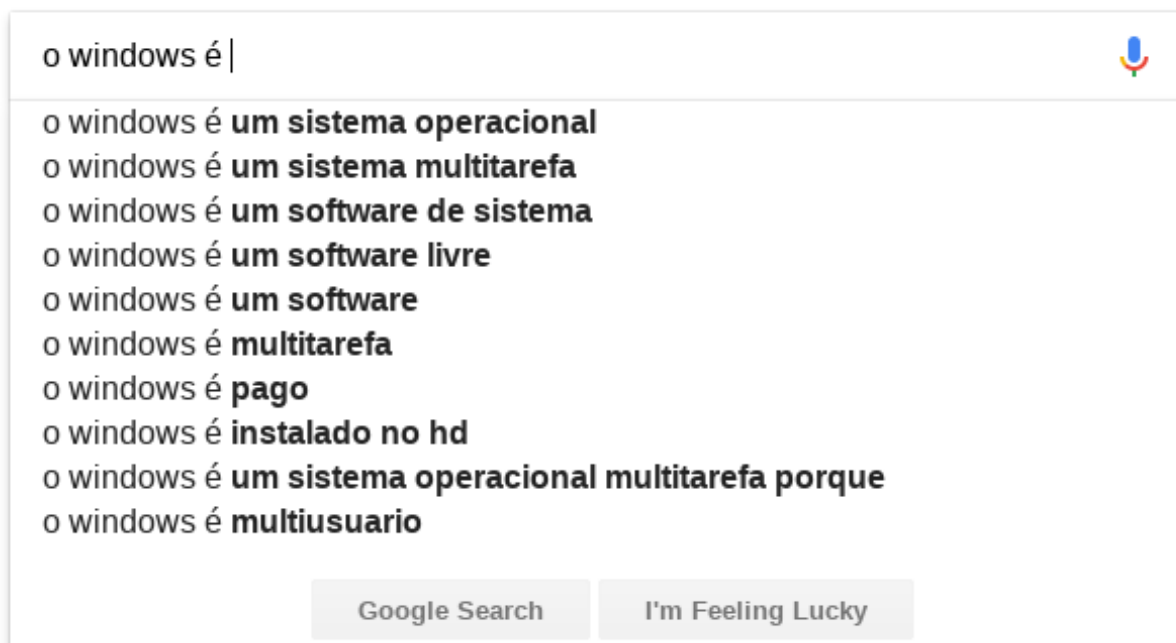 o windows é
o windows é um sistema operacional
o windows é um sistema multitarefa
o windows é um software de sistema
o windows é um software livre
o windows é um software
o windows é multitarefa
o windows é pago
o windows é instalado no hd
o windows é um sistema operacional multitarefa porque
o windows é multiusuario
Google Search I'm Feeling Lucky